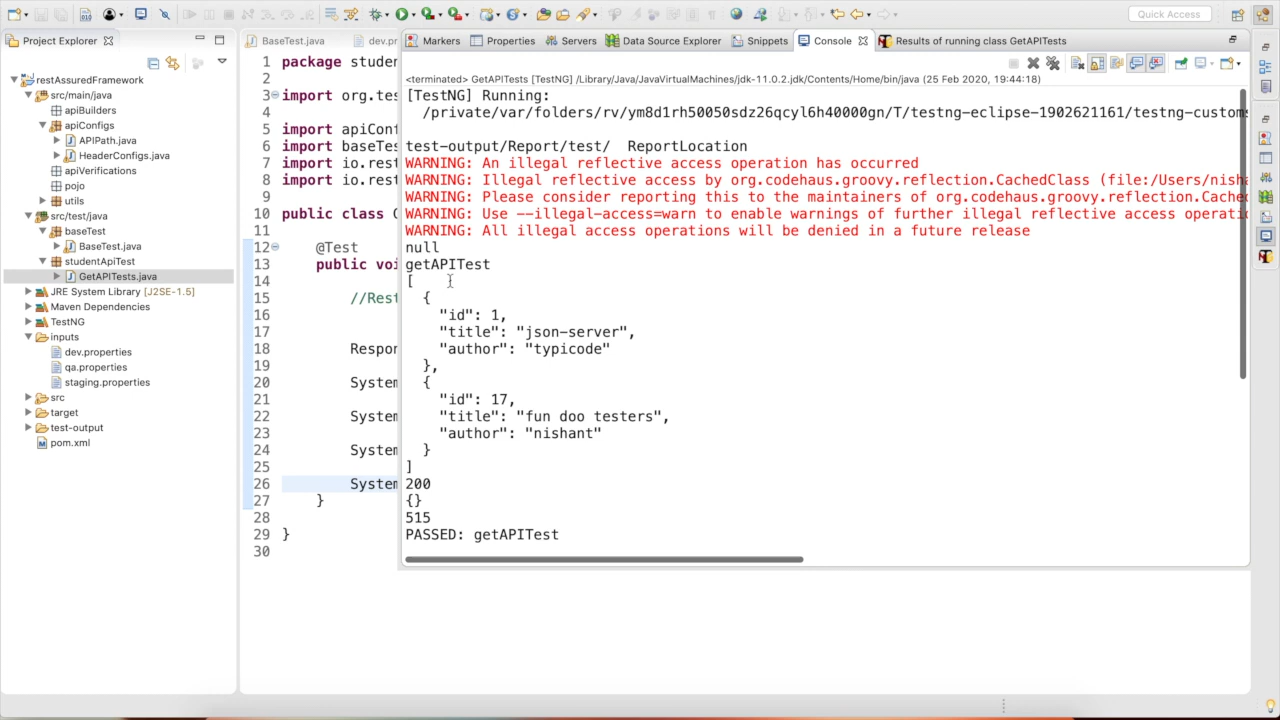 Quick Access
Project Explorer
restAssuredFramework
src/main/java
apiBuilders
apiConfigs
APIPath.java
HeaderConfigs.java
apiVerifications
pojo
utils
src/test/java
baseTest
BaseTest.java
studentApiTest
GetAPITests.java
JRE System Library [J2SE-1.5]
Maven Dependencies
TestNG
inputs
dev.properties
qa.properties
staging.properties
src
target
test-output
pom.xml
BaseTest.java dev.pro
1 package studen
2
3 import org.tes
4
5 import apiConf
6 import baseTes
7 import io.rest
8 import io.rest
9
10 public class G
11
12 @Test
13 public voi
14
15 //Rest
16
17
18 Respon
19
20 System
21
22 System
23
24 System
25
26 System
27 }
28
29 }
30
Markers Properties Servers Data Source Explorer Snippets Console Results of running class GetAPITests
<terminated> GetAPITests [TestNG] /Library/Java/JavaVirtualMachines/jdk-11.0.2.jdk/Contents/Home/bin/java (25 Feb 2020, 19:44:18)
[TestNG] Running:
/private/var/folders/rv/ym8d1rh50050sdz26qcyl6h40000gn/T/testng-eclipse-1902621161/testng-customs
test-output/Report/test/ ReportLocation
WARNING: An illegal reflective access operation has occurred
WARNING: Illegal reflective access by org.codehaus.groovy.reflection.CachedClass (file:/Users/nisha
WARNING: Please consider reporting this to the maintainers of org.codehaus.groovy.reflection.Cached
WARNING: Use --illegal-access=warn to enable warnings of further illegal reflective access operatio
WARNING: All illegal access operations will be denied in a future release
null
getAPITest
[
{
"id": 1,
"title": "json-server",
"author": "typicode"
},
{
"id": 17,
"title": "fun doo testers",
"author": "nishant"
}
]
200
{}
515
PASSED: getAPITest